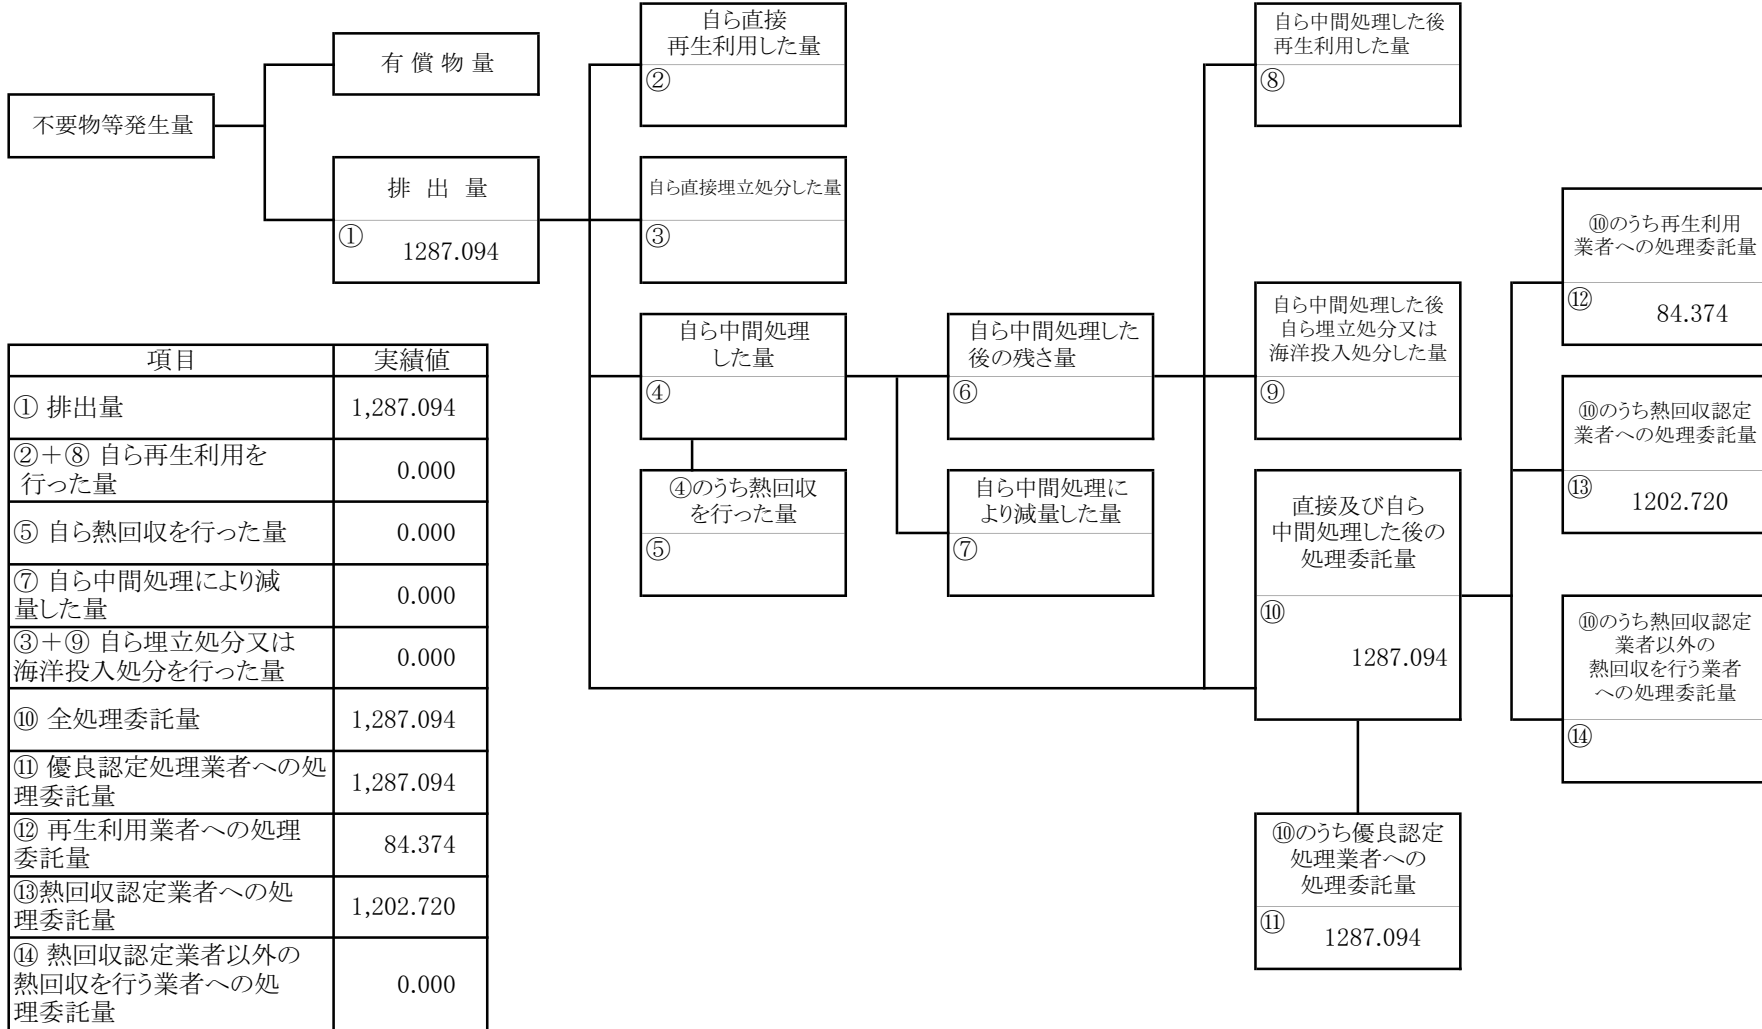 不要物等発生量
有 償 物 量
排 出 量
①
1287.094
自ら直接
再生利用した量
②
自ら直接埋立処分した量
③
自ら中間処理
した量
④
④のうち熱回収
を行った量
⑤
自ら中間処理した
後の残さ量
⑥
自ら中間処理に
より減量した量
⑦
自ら中間処理した後
再生利用した量
⑧
自ら中間処理した後
自ら埋立処分又は
海洋投入処分した量
⑨
直接及び自ら
中間処理した後の
処理委託量
⑩
1287.094
⑩のうち優良認定
処理業者への
処理委託量
⑪
1287.094
⑩のうち再生利用
業者への処理委託量
⑫
84.374
⑩のうち熱回収認定
業者への処理委託量
⑬
1202.720
⑩のうち熱回収認定
業者以外の
熱回収を行う業者
への処理委託量
⑭
項目 実績値
① 排出量 1,287.094
②＋⑧ 自ら再生利用を
行った量 0.000
⑤ 自ら熱回収を行った量 0.000
⑦ 自ら中間処理により減
量した量 0.000
③＋⑨ 自ら埋立処分又は
海洋投入処分を行った量 0.000
⑩ 全処理委託量 1,287.094
⑪ 優良認定処理業者への処
理委託量 1,287.094
⑫ 再生利用業者への処理
委託量 84.374
⑬熱回収認定業者への処
理委託量 1,202.720
⑭ 熱回収認定業者以外の
熱回収を行う業者への処
理委託量 0.000